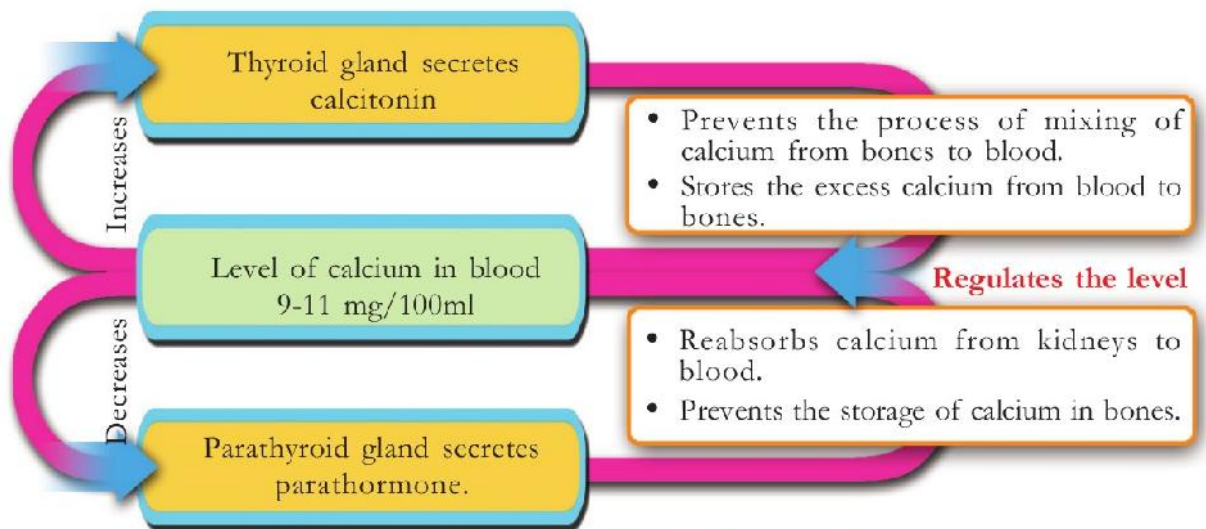 Thyroid gland secretes
calcitonin
Increases
• Prevents the process of mixing of
calcium from bones to blood.
• Stores the excess calcium from blood to
bones.
Level of calcium in blood
9-11 mg/100ml
Regulates the level
Decreases
• Reabsorbs calcium from kidneys to
blood.
• Prevents the storage of calcium in bones.
Parathyroid gland secretes
parathormone.